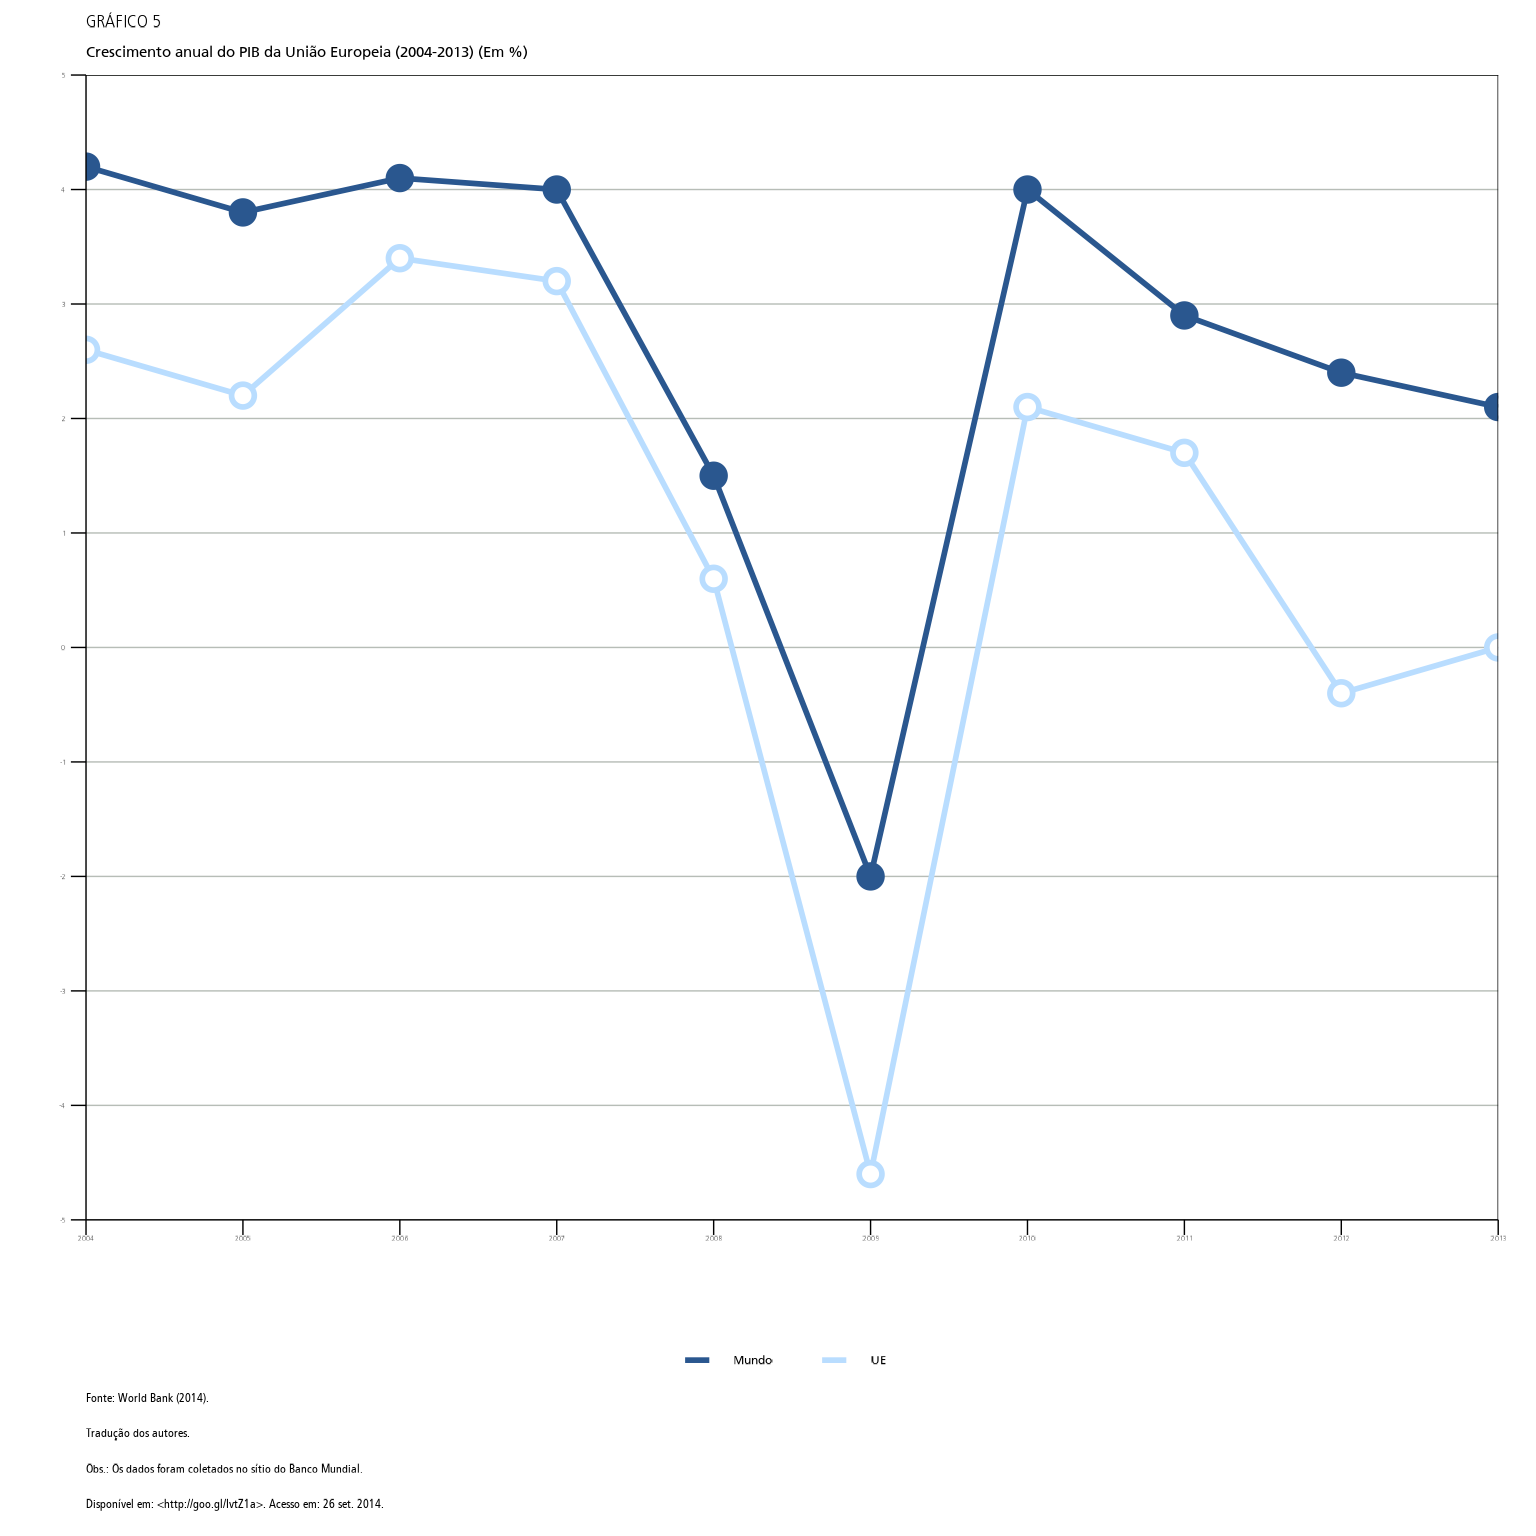 GRÁFICO 5
Crescimento anual do PIB da União Europeia (2004-2013) (Em %)
5
4
3
2
1
0
-1
-2
-3
-4
-5
2004 2005 2006 2007 2008 2009 2010 2011 2012 2013
Mundo UE
Fonte: World Bank (2014).
Tradução dos autores.
Obs.: Os dados foram coletados no sítio do Banco Mundial.
Disponível em: <http://goo.gl/lvtZ1a>. Acesso em: 26 set. 2014.